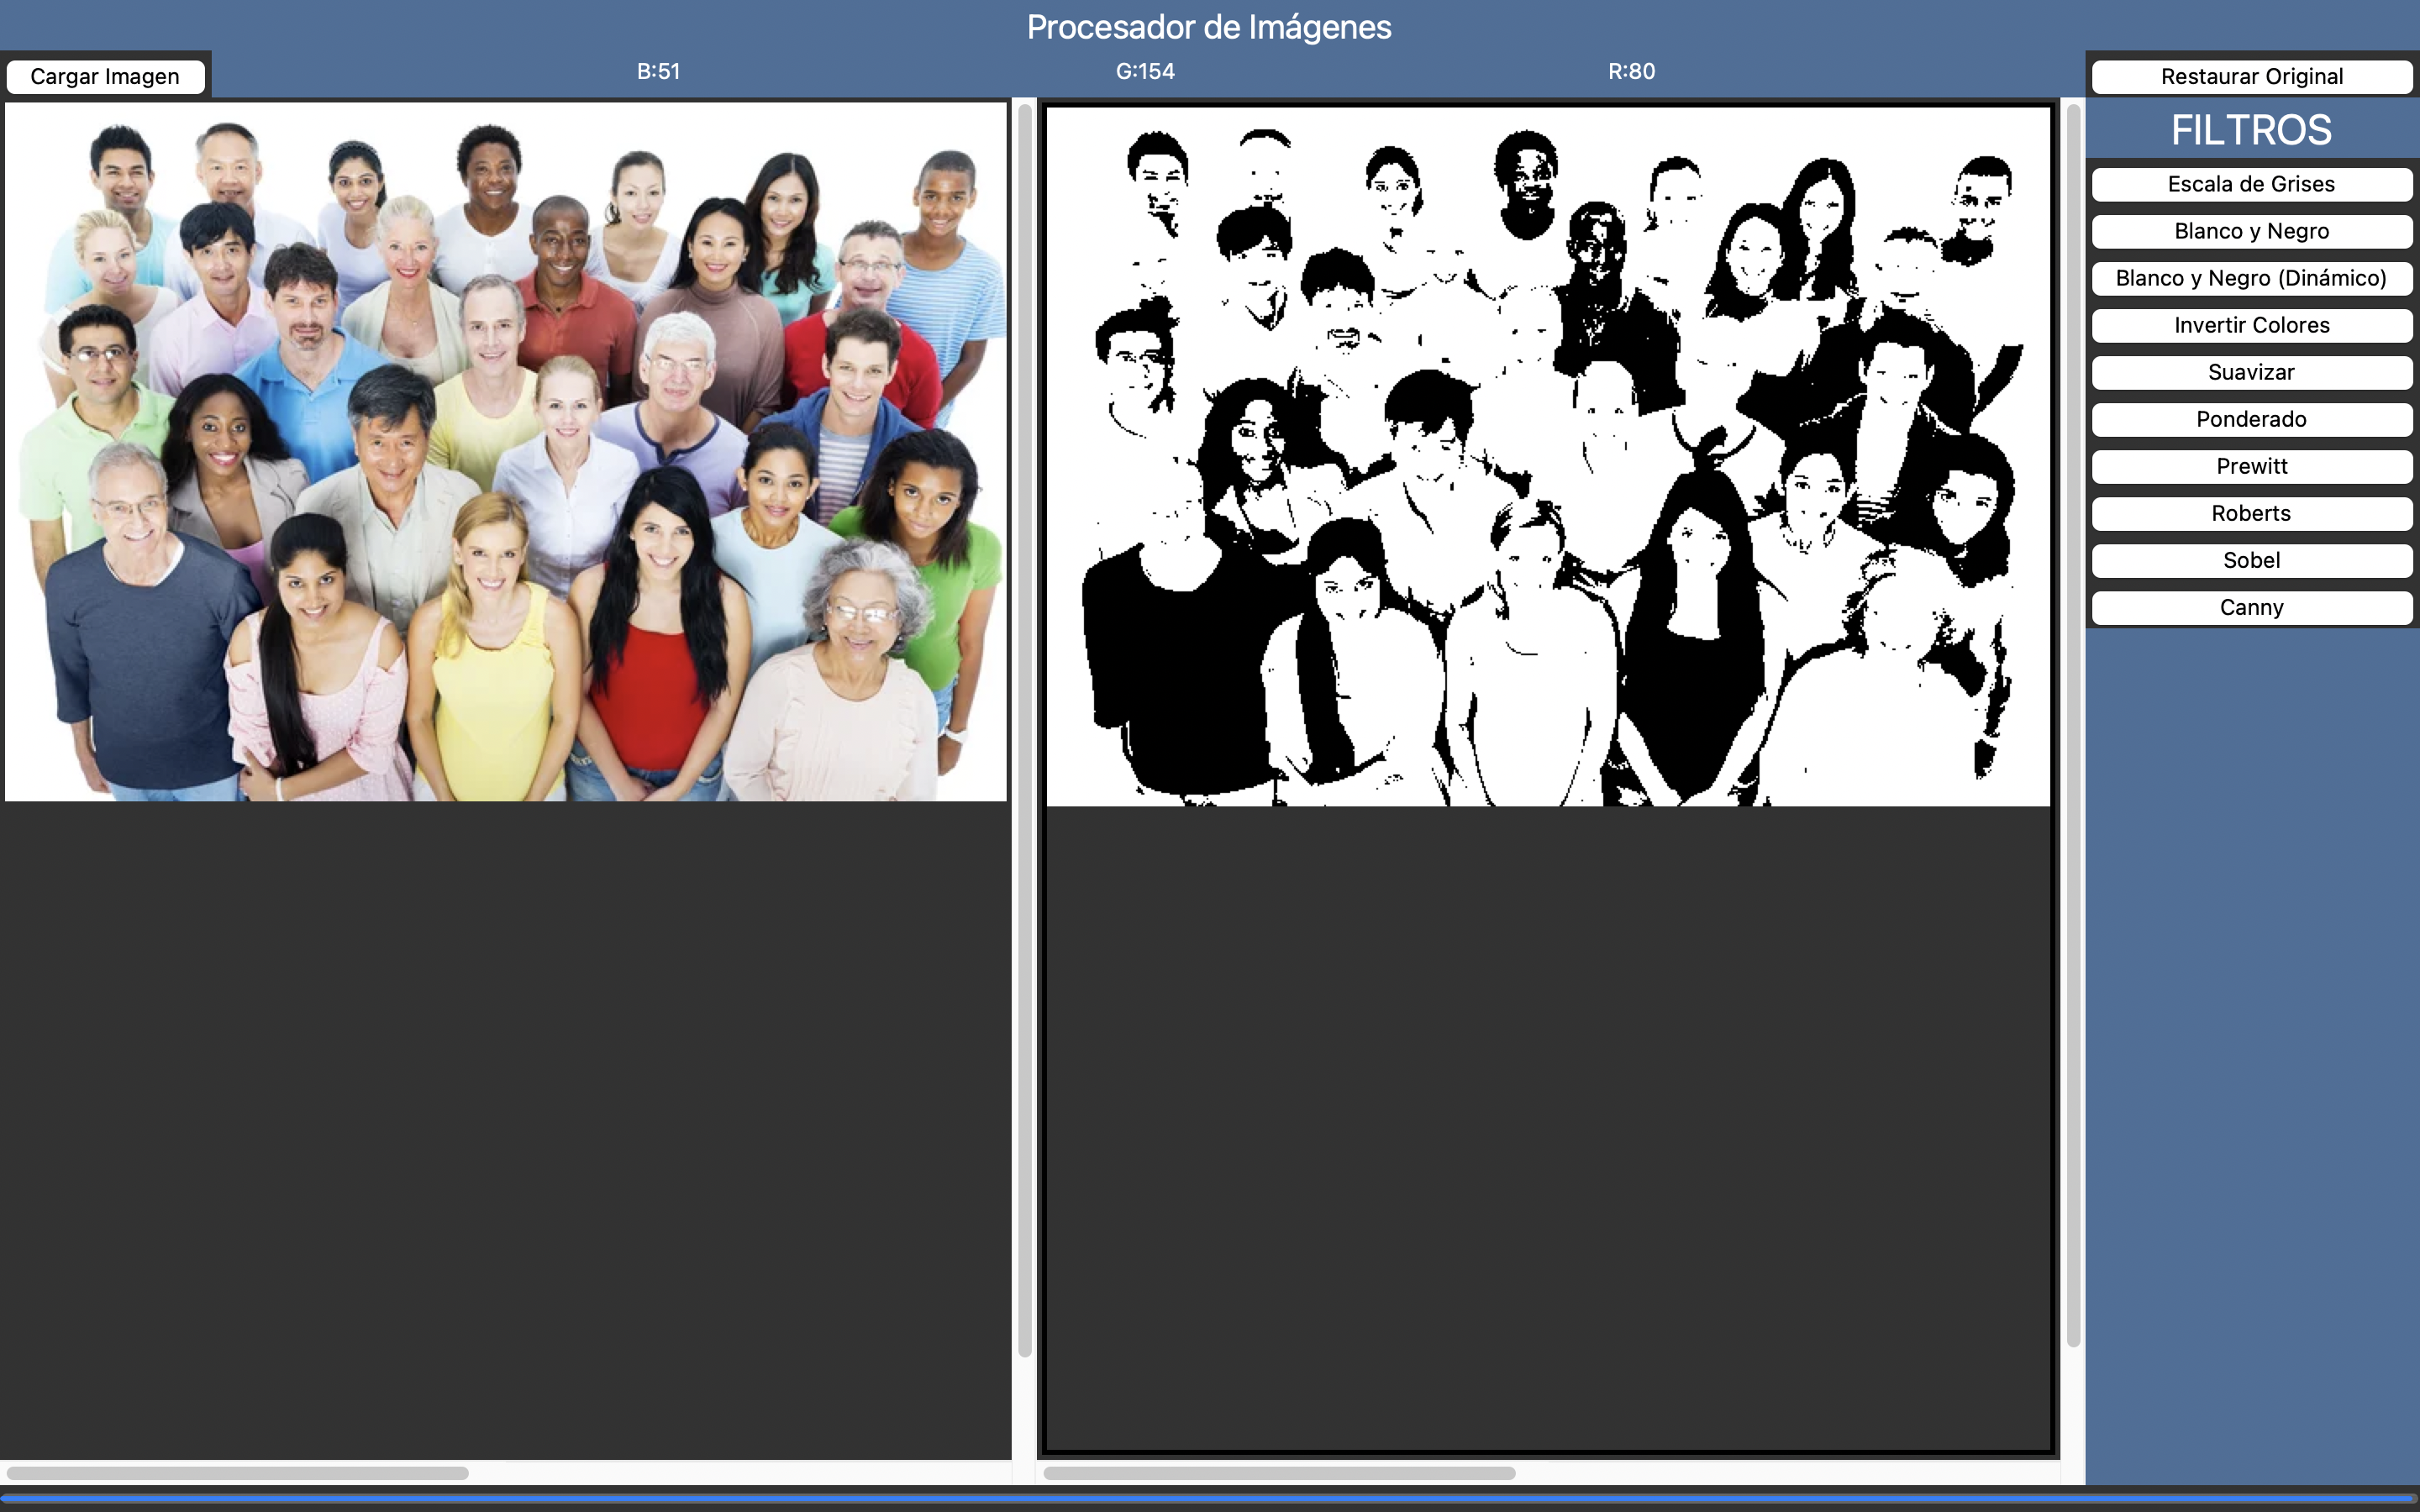 Procesador de Imágenes
Cargar Imagen
B:51
G:154
R:80
Restaurar Original
FILTROS
Escala de Grises
Blanco y Negro
Blanco y Negro (Dinámico)
Invertir Colores
Suavizar
Ponderado
Prewitt
Roberts
Sobel
Canny